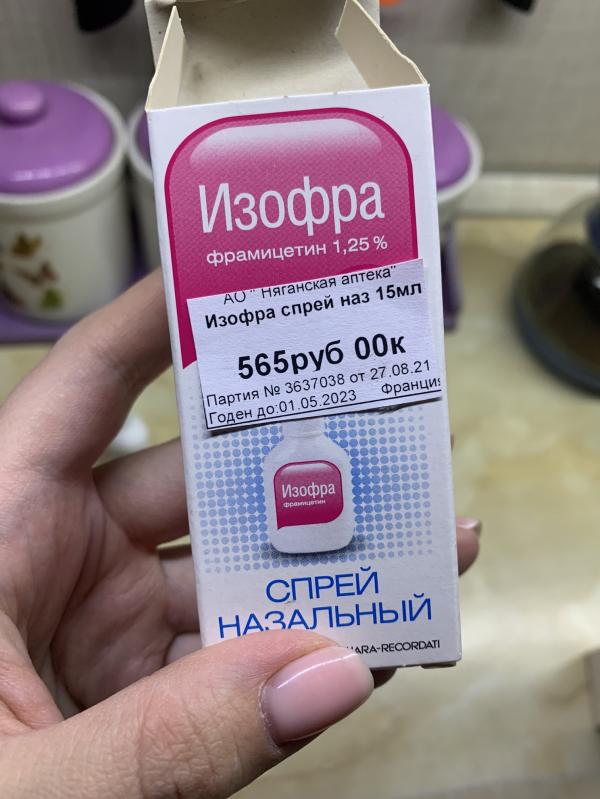 Изофра
фрамицетин 1,25 %
АО " Няганская аптека"
Изофра спрей наз 15мл
565руб 00к
Партия № 3637038 от 27.08.21
Годен до:01.05.2023 Франция
Изофра
фрамицетин
СПРЕЙ
НАЗАЛЬНЫЙ